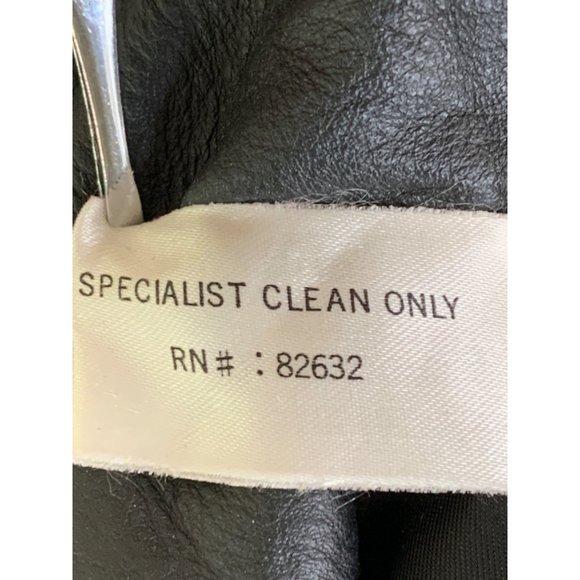 SPECIALIST CLEAN ONLY
RN# : 82632